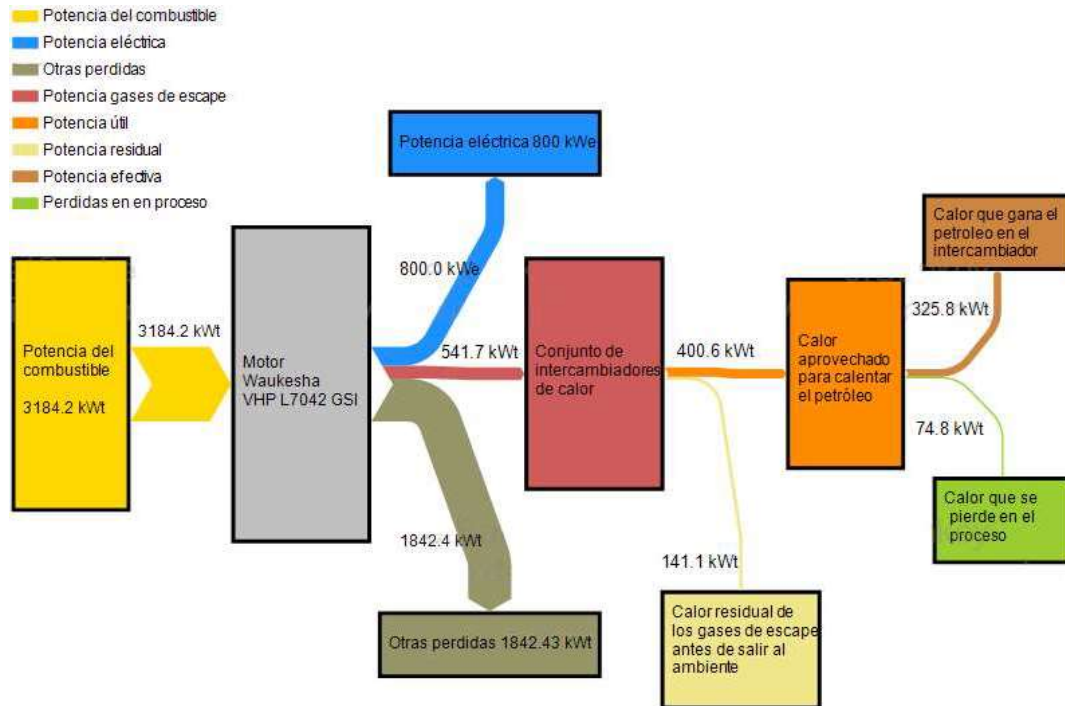 Potencia del combustible
Potencia eléctrica
Otras perdidas
Potencia gases de escape
Potencia útil
Potencia residual
Potencia efectiva
Perdidas en en proceso
Potencia eléctrica 800 kWe
Calor que gana el
petroleo en el
intercambiador
800.0 kWe
325.8 kWt
3184.2 kWt
541.7 kWt
400.6 kWt
Potencia del
combustible
3184.2 kWt
Motor
Waukesha
VHP L7042 GSI
Conjunto de
intercambiadores
de calor
Calor
aprovechado
para calentar
el petróleo
74.8 kWt
Calor que se
pierde en el
proceso
1842.4 kWt
141.1 kWt
Otras perdidas 1842.43 kWt
Calor residual de
los gases de escape
antes de salir al
ambiente